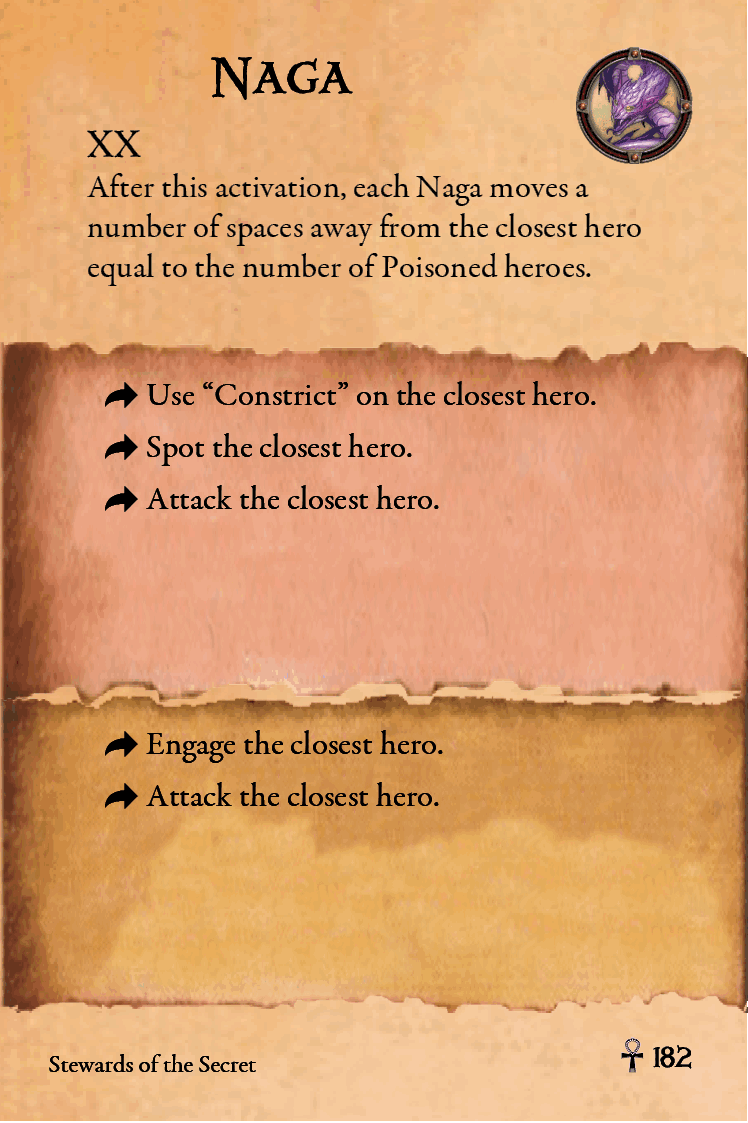 Naga
XX
After this activation, each Naga moves a
number of spaces away from the closest hero
equal to the number of Poisoned heroes.
Use “Constrict” on the closest hero.
Spot the closest hero.
Attack the closest hero.
Engage the closest hero.
Attack the closest hero.
Stewards of the Secret
182